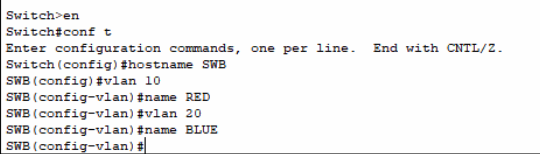 Switch>en
Switch#conf t
Enter configuration commands, one per line.  End with CNTL/Z.
Switch(config)#hostname SWB
SWB(config)#vlan 10
SWB(config-vlan)#name RED
SWB(config-vlan)#vlan 20
SWB(config-vlan)#name BLUE
SWB(config-vlan)#